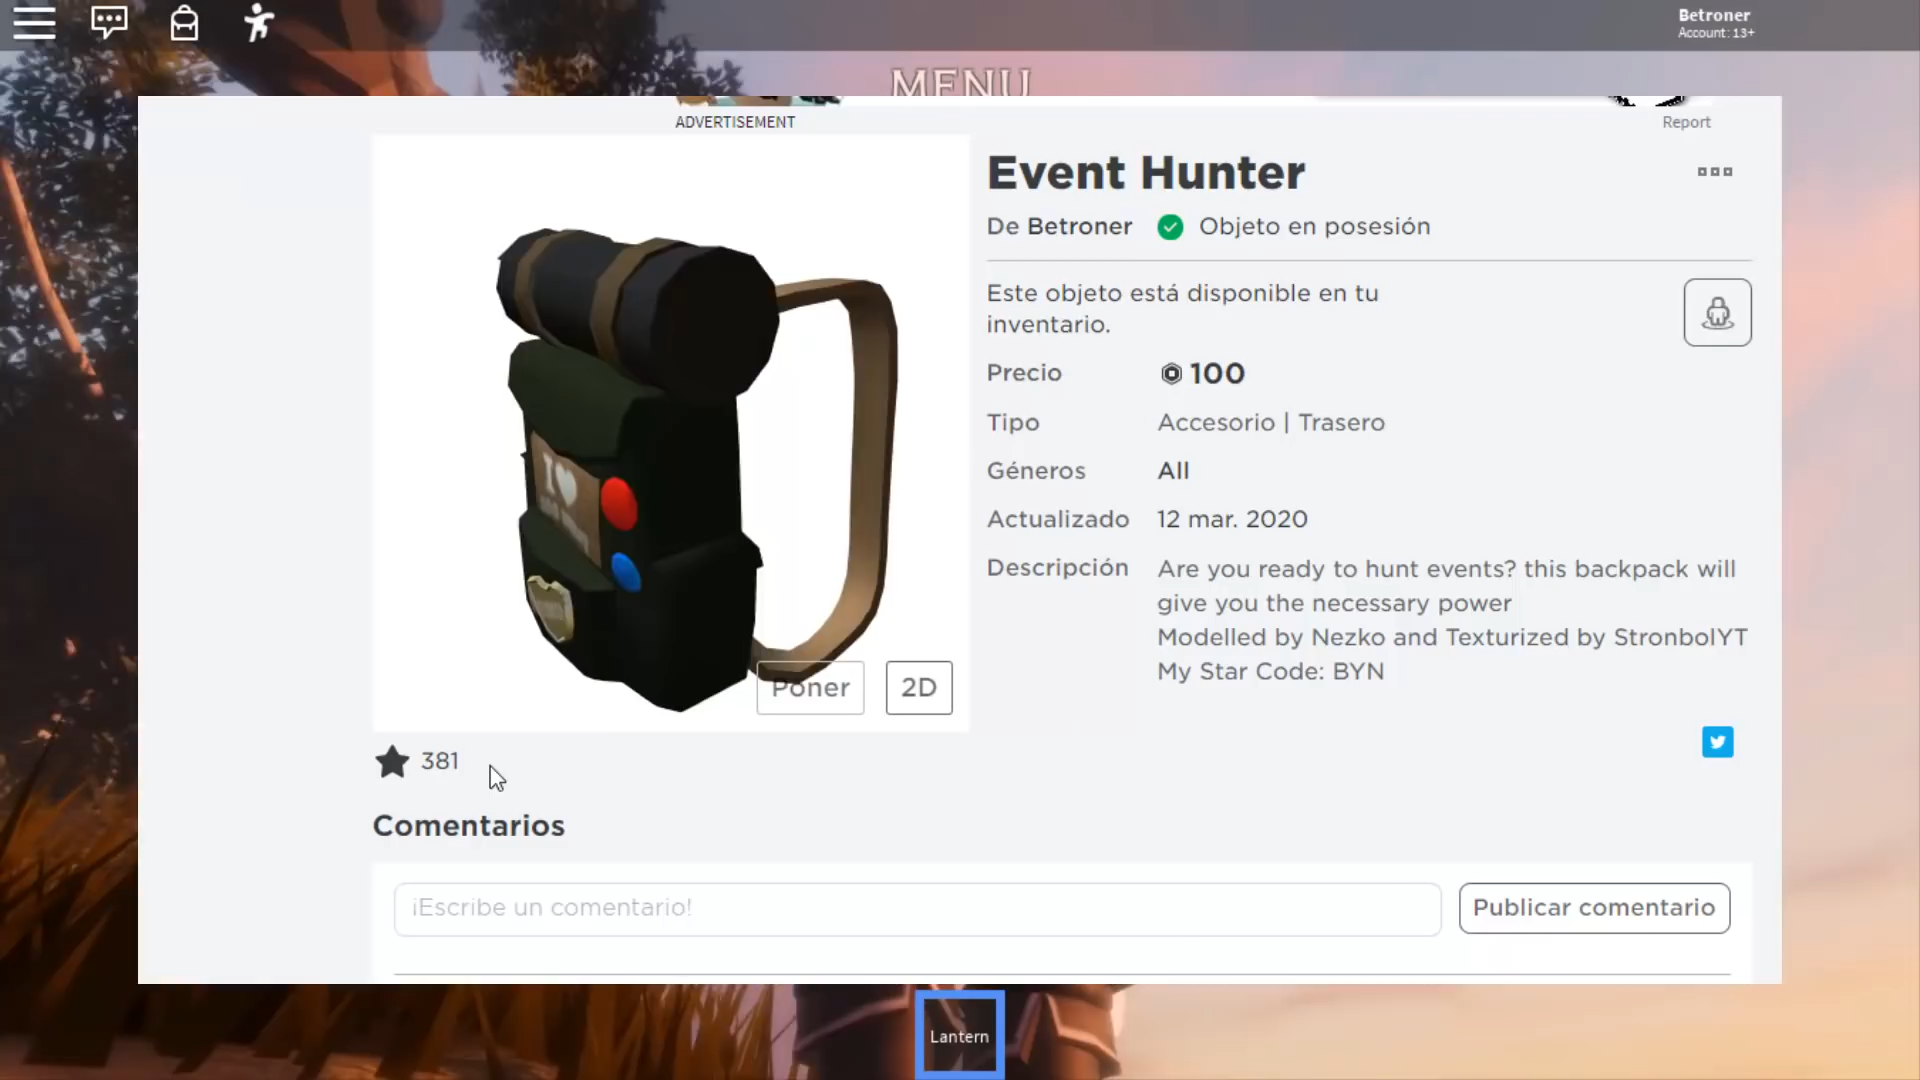 Betroner
Account: 13+
MENU
ADVERTISEMENT
Report
Event Hunter
De Betroner Objeto en posesión
Este objeto está disponible en tu
inventario.
Precio 100
Tipo Accesorio | Trasero
Géneros All
Actualizado 12 mar. 2020
Descripción Are you ready to hunt events? this backpack will
give you the necessary power
Modelled by Nezko and Texturized by StronbolYT
My Star Code: BYN
I
Poner
2D
381
Comentarios
¡Escribe un comentario!
Publicar comentario
Lantern